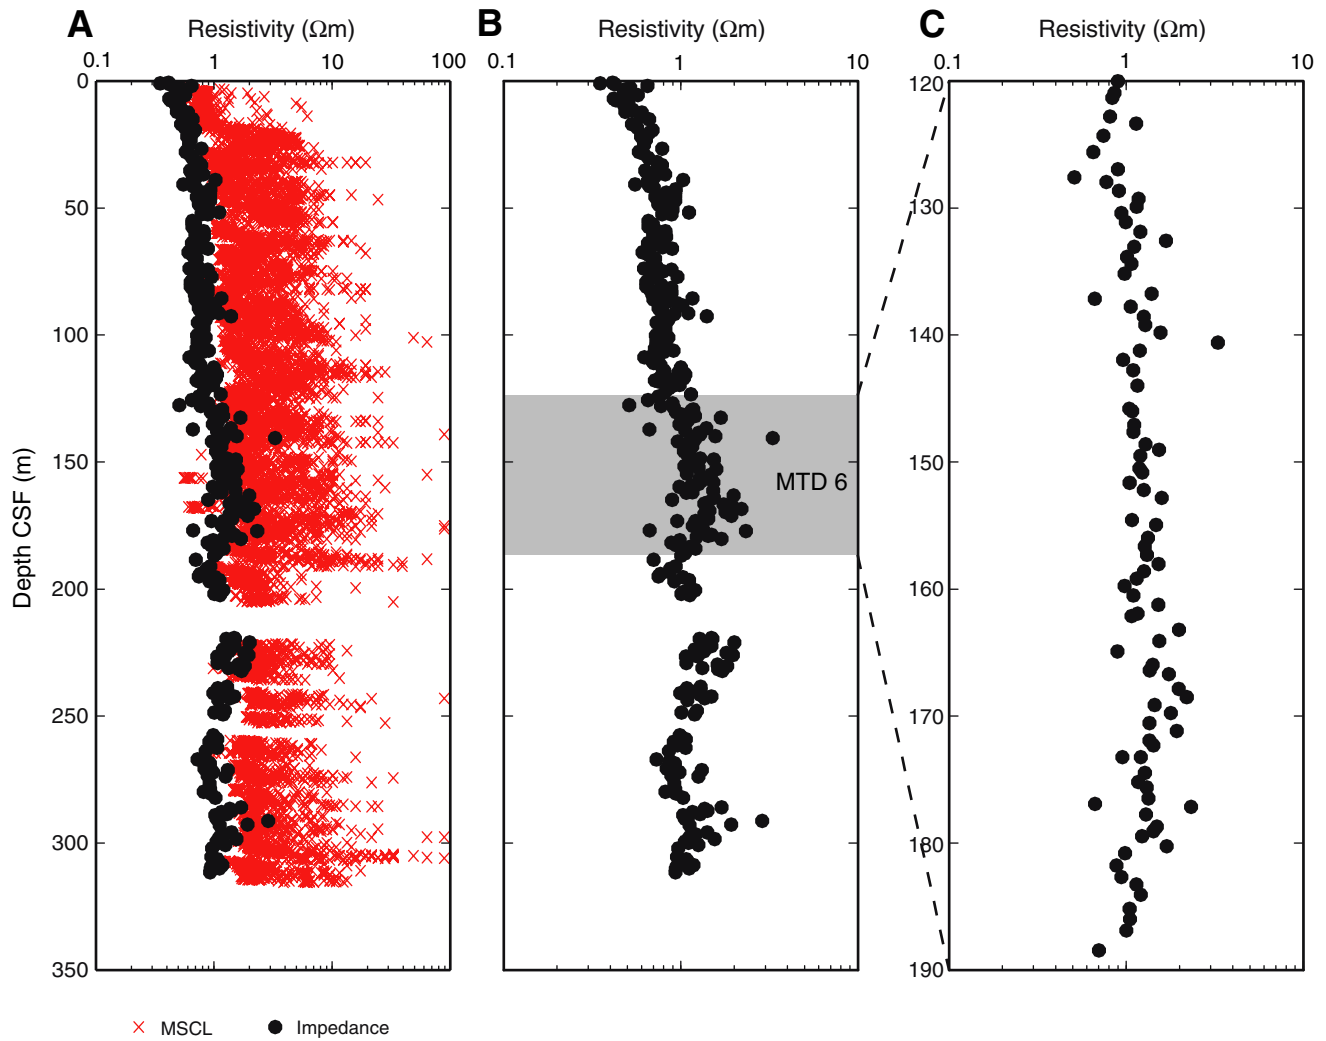 A
Resistivity (Ωm)
0.1 1 10 100
B
Resistivity (Ωm)
0.1 1 10
C
Resistivity (Ωm)
0.1 1 10
Depth CSF (m)
0
50
100
150
200
250
300
350
MTD 6
120
130
140
150
160
170
180
190
MSCL
Impedance